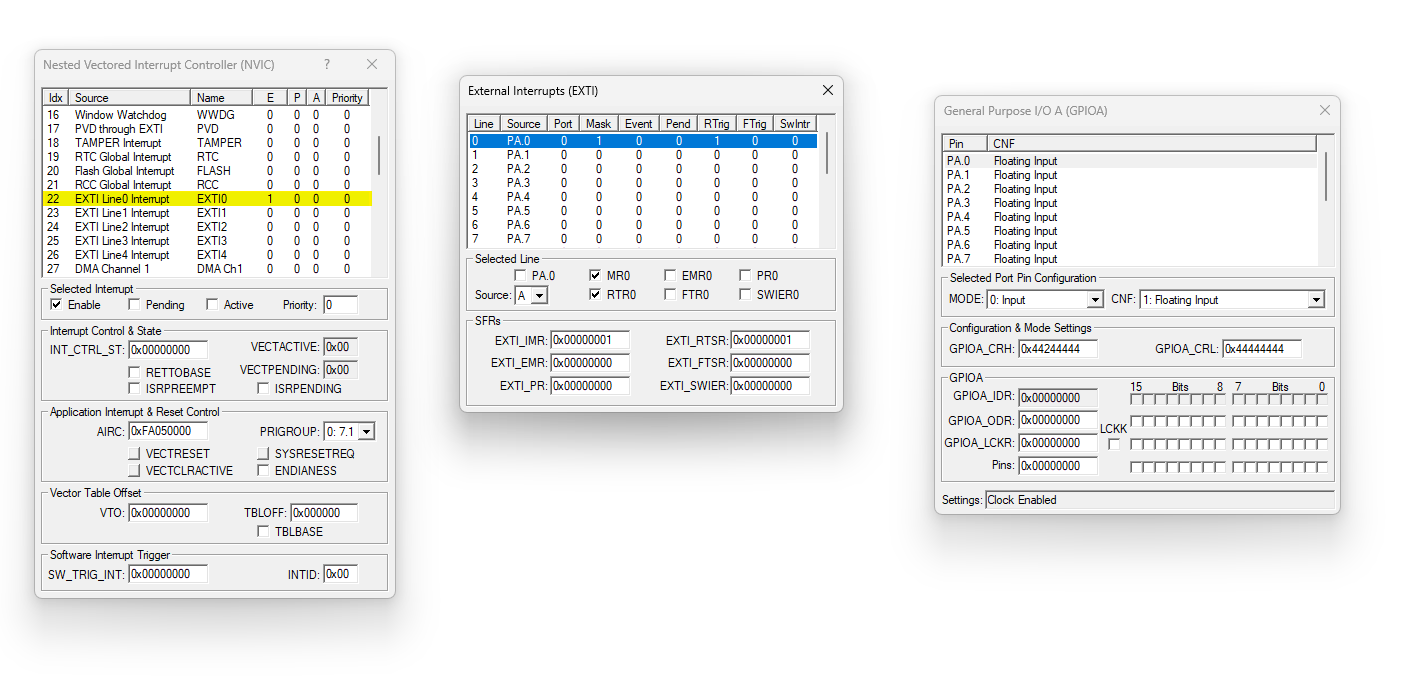 Nested Vectored Interrupt Controller (NVIC) ?
Idx Source Name E P A Priority
16 Window Watchdog WWDG 0 0 0 0
17 PVD through EXTI PVD 0 0 0 0
18 TAMPER Interrupt TAMPER 0 0 0 0
19 RTC Global Interrupt RTC 0 0 0 0
20 Flash Global Interrupt FLASH 0 0 0 0
21 RCC Global Interrupt RCC 0 0 0 0
22 EXTI Line0 Interrupt EXTI0 1 0 0 0
23 EXTI Line1 Interrupt EXTI1 0 0 0 0
24 EXTI Line2 Interrupt EXTI2 0 0 0 0
25 EXTI Line3 Interrupt EXTI3 0 0 0 0
26 EXTI Line4 Interrupt EXTI4 0 0 0 0
27 DMA Channel 1 DMA Ch1 0 0 0 0
Selected Interrupt
Enable Pending Active Priority: 0
Interrupt Control & State
INT_CTRL_ST: 0x00000000 VECTACTIVE: 0x00
RETTOBASE VECTPENDING: 0x00
ISRPREEMPT ISRPENDING
Application Interrupt & Reset Control
AIRC: 0xFA050000 PRIGROUP: 0: 7.1
VECTRESET SYSRESETREQ
VECTCLRACTIVE ENDIANESS
Vector Table Offset
VTO: 0x00000000 TBLOFF: 0x000000
TBLBASE
Software Interrupt Trigger
SW_TRIG_INT: 0x00000000 INTID: 0x00
External Interrupts (EXTI)
Line Source Port Mask Event Pend RTrig FTrig SwIntr
0 PA.0 0 1 0 0 1 0 0
1 PA.1 0 0 0 0 0 0 0
2 PA.2 0 0 0 0 0 0 0
3 PA.3 0 0 0 0 0 0 0
4 PA.4 0 0 0 0 0 0 0
5 PA.5 0 0 0 0 0 0 0
6 PA.6 0 0 0 0 0 0 0
7 PA.7 0 0 0 0 0 0 0
Selected Line
PA.0 MR0 EMR0 PR0
Source: A RTR0 FTR0 SWIER0
SFRs
EXTI_IMR: 0x00000001 EXTI_RTSR: 0x00000001
EXTI_EMR: 0x00000000 EXTI_FTSR: 0x00000000
EXTI_PR: 0x00000000 EXTI_SWIER: 0x00000000
General Purpose I/O A (GPIOA)
Pin CNF
PA.0 Floating Input
PA.1 Floating Input
PA.2 Floating Input
PA.3 Floating Input
PA.4 Floating Input
PA.5 Floating Input
PA.6 Floating Input
PA.7 Floating Input
Selected Port Pin Configuration
MODE: 0: Input CNF: 1: Floating Input
Configuration & Mode Settings
GPIOA_CRH: 0x44244444 GPIOA_CRL: 0x44444444
GPIOA
15 Bits 8 7 Bits 0
GPIOA_IDR: 0x00000000
GPIOA_ODR: 0x00000000
LCKK
GPIOA_LCKR: 0x00000000
Pins: 0x00000000
Settings: Clock Enabled